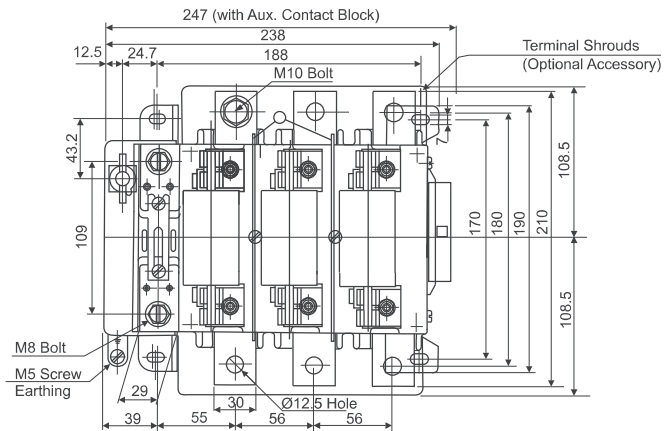 247 (with Aux. Contact Block)
238
12.5
24.7
188
Terminal Shrouds
(Optional Accessory)
M10 Bolt
43.2
7
108.5
109
170
180
190
210
108.5
M8 Bolt
M5 Screw
Earthing
29
30
Ø12.5 Hole
39
55
56
56